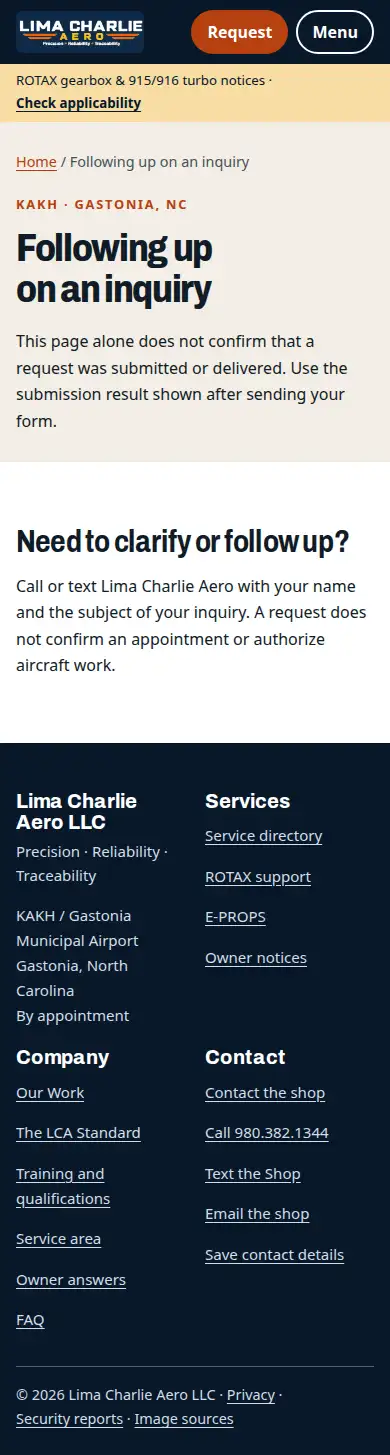 LIMA CHARLIE
AERO
Precision • Reliability • Traceability
Request
Menu
ROTAX gearbox & 915/916 turbo notices ·
Check applicability
Home / Following up on an inquiry
KAKH · GASTONIA, NC
Following up
on an inquiry
This page alone does not confirm that a
request was submitted or delivered. Use the
submission result shown after sending your
form.
Need to clarify or follow up?
Call or text Lima Charlie Aero with your name
and the subject of your inquiry. A request does
not confirm an appointment or authorize
aircraft work.
Lima Charlie
Aero LLC
Precision · Reliability ·
Traceability
KAKH / Gastonia
Municipal Airport
Gastonia, North
Carolina
By appointment
Services
Service directory
ROTAX support
E-PROPS
Owner notices
Company
Our Work
The LCA Standard
Training and
qualifications
Service area
Owner answers
FAQ
Contact
Contact the shop
Call 980.382.1344
Text the Shop
Email the shop
Save contact details
© 2026 Lima Charlie Aero LLC · Privacy ·
Security reports · Image sources